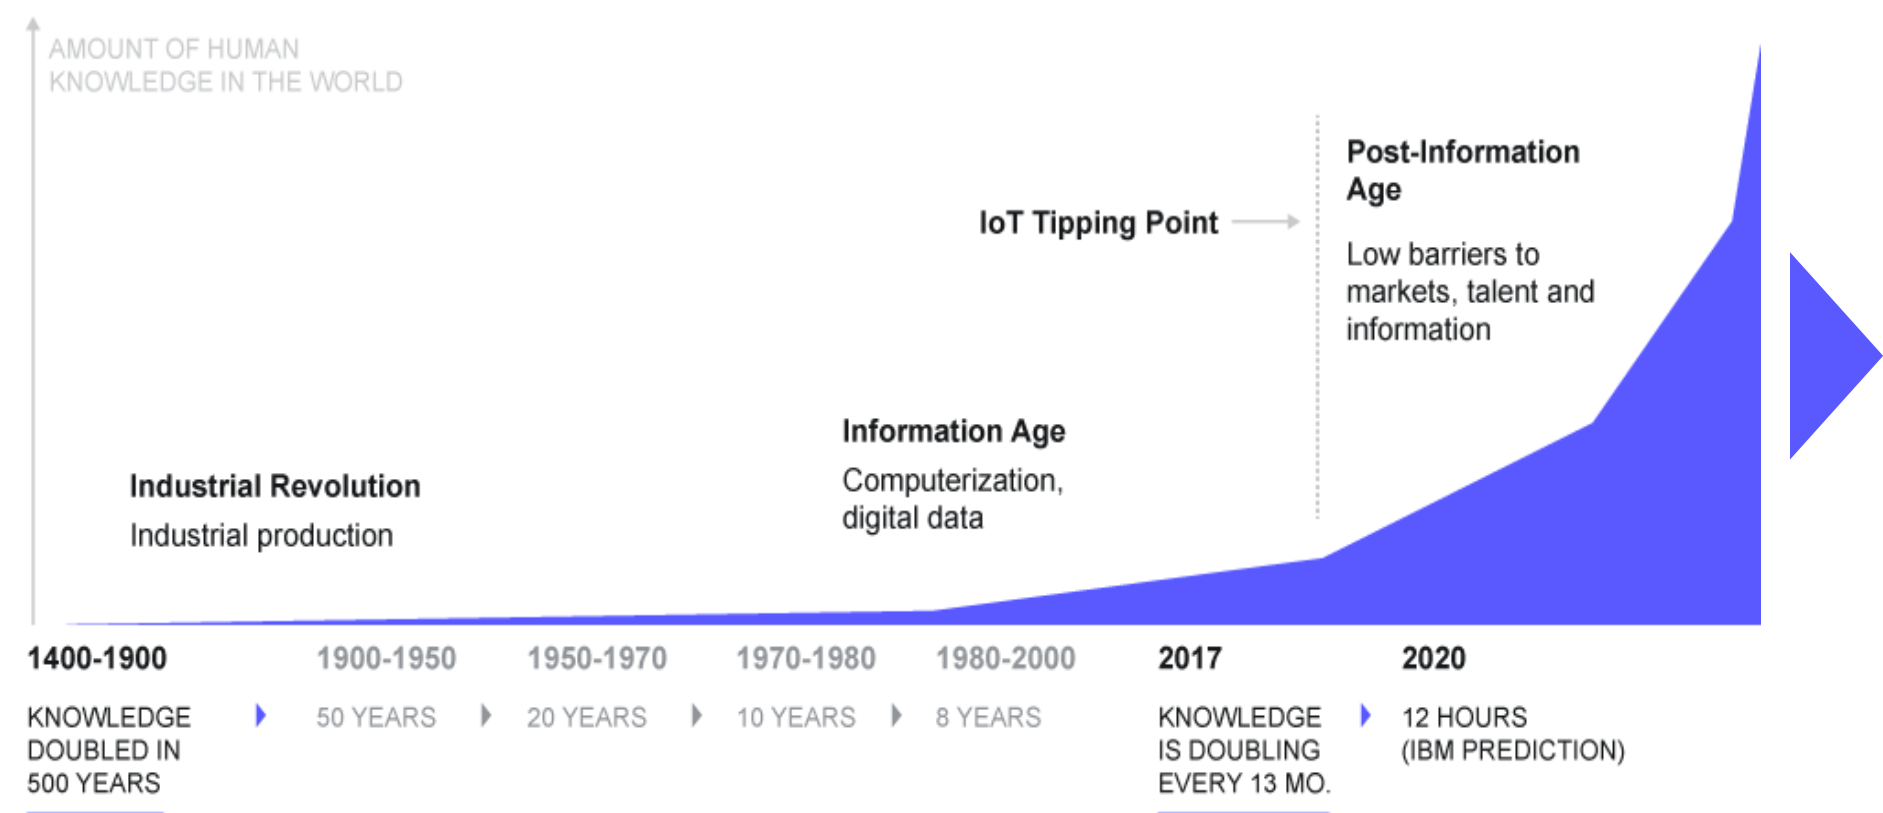 AMOUNT OF HUMAN
KNOWLEDGE IN THE WORLD
Post-Information
Age
IoT Tipping Point
Low barriers to
markets, talent and
information
Information Age
Computerization,
digital data
Industrial Revolution
Industrial production
1400-1900
KNOWLEDGE
DOUBLED IN
500 YEARS
1900-1950
50 YEARS
1950-1970
20 YEARS
1970-1980
10 YEARS
1980-2000
8 YEARS
2017
KNOWLEDGE
IS DOUBLING
EVERY 13 MO.
2020
12 HOURS
(IBM PREDICTION)